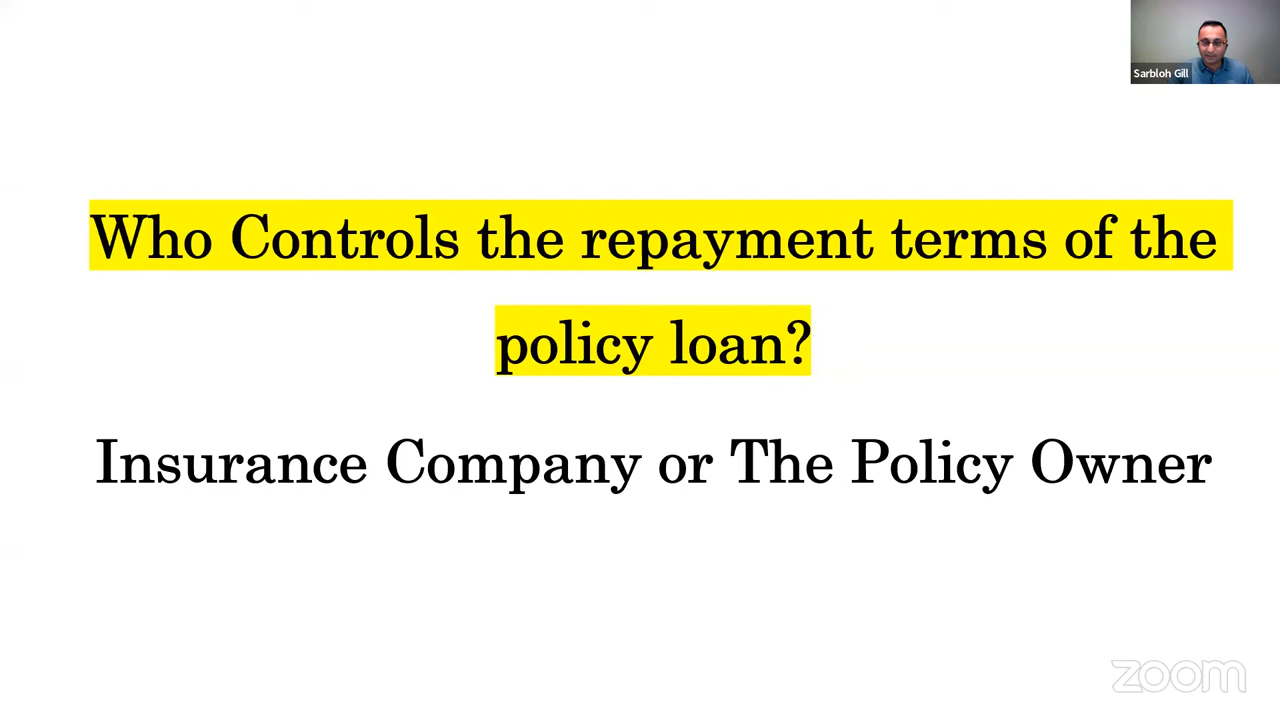 Sarbloh Gill
Who Controls the repayment terms of the
policy loan?
Insurance Company or The Policy Owner
zoom